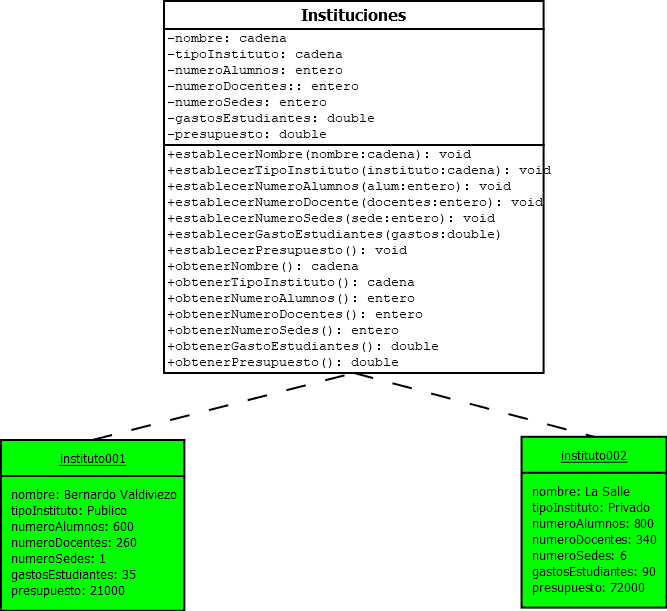 Instituciones
-nombre: cadena
-tipoInstituto: cadena
-numeroAlumnos: entero
-numeroDocentes:: entero
-numeroSedes: entero
-gastosEstudiantes: double
-presupuesto: double
+establecerNombre(nombre:cadena): void
+establecerTipoInstituto(instituto:cadena): void
+establecerNumeroAlumnos(alum:entero): void
+establecerNumeroDocente(docentes:entero): void
+establecerNumeroSedes(sede:entero): void
+establecerGastoEstudiantes(gastos:double)
+establecerPresupuesto(): void
+obtenerNombre(): cadena
+obtenerTipoInstituto(): cadena
+obtenerNumeroAlumnos(): entero
+obtenerNumeroDocentes(): entero
+obtenerNumeroSedes(): entero
+obtenerGastoEstudiantes(): double
+obtenerPresupuesto(): double
instituto001
nombre: Bernardo Valdiviezo
tipoInstituto: Publico
numeroAlumnos: 600
numeroDocentes: 260
numeroSedes: 1
gastosEstudiantes: 35
presupuesto: 21000
instituto002
nombre: La Salle
tipoInstituto: Privado
numeroAlumnos: 800
numeroDocentes: 340
numeroSedes: 6
gastosEstudiantes: 90
presupuesto: 72000